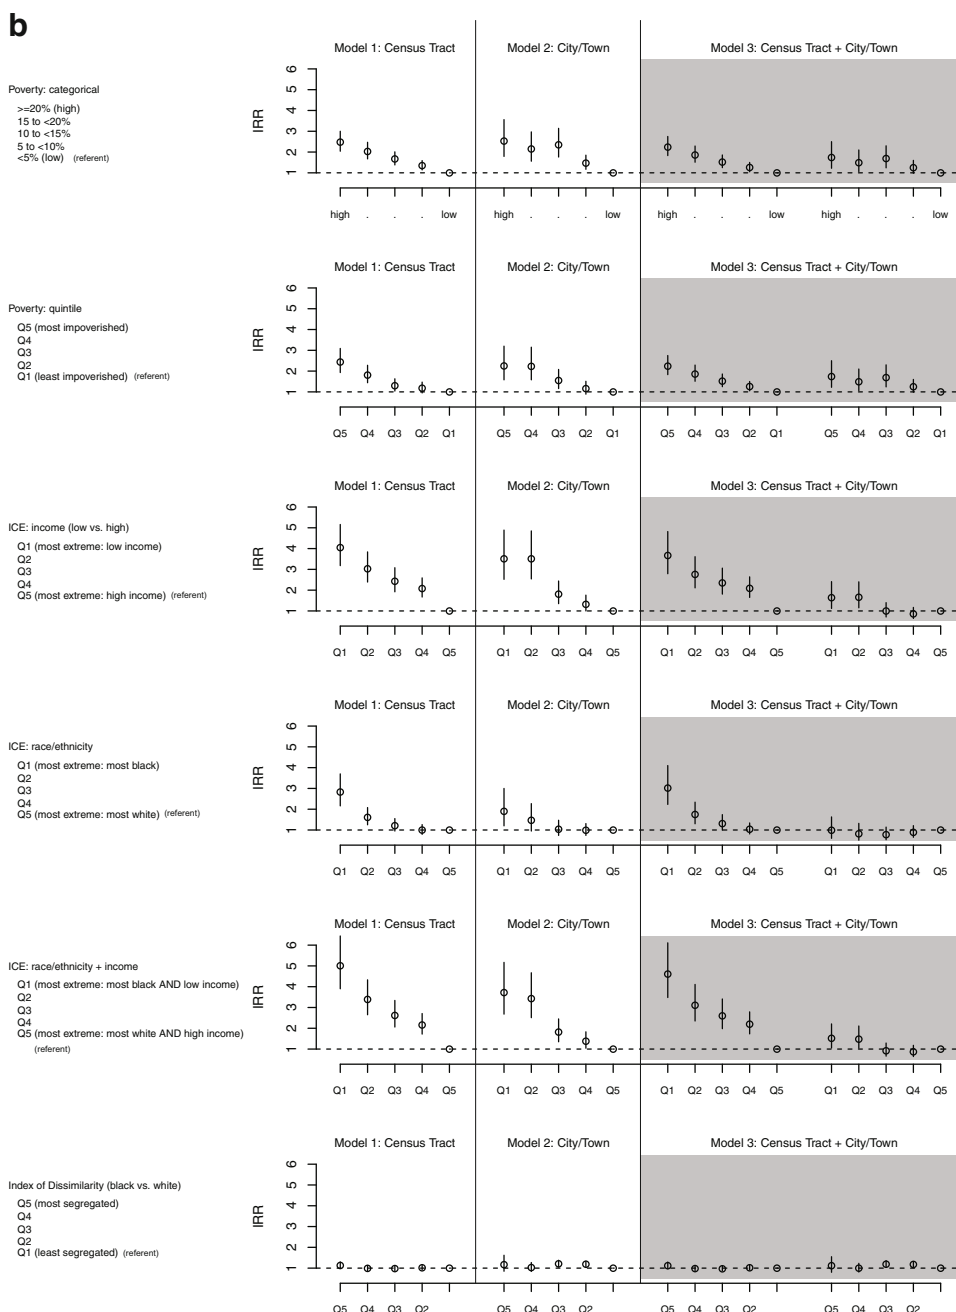 b
Model 1: Census Tract Model 2: City/Town Model 3: Census Tract + City/Town
Poverty: categorical
>=20% (high)
15 to <20%
10 to <15%
5 to <10%
<5% (low) (referent)
IRR
6
5
4
3
2
1
high . . . low high . . . low high . . . low high . . . low
Model 1: Census Tract Model 2: City/Town Model 3: Census Tract + City/Town
Poverty: quintile
Q5 (most impoverished)
Q4
Q3
Q2
Q1 (least impoverished) (referent)
IRR
6
5
4
3
2
1
Q5 Q4 Q3 Q2 Q1 Q5 Q4 Q3 Q2 Q1 Q5 Q4 Q3 Q2 Q1 Q5 Q4 Q3 Q2 Q1
Model 1: Census Tract Model 2: City/Town Model 3: Census Tract + City/Town
ICE: income (low vs. high)
Q1 (most extreme: low income)
Q2
Q3
Q4
Q5 (most extreme: high income) (referent)
IRR
6
5
4
3
2
1
Q1 Q2 Q3 Q4 Q5 Q1 Q2 Q3 Q4 Q5 Q1 Q2 Q3 Q4 Q5 Q1 Q2 Q3 Q4 Q5
Model 1: Census Tract Model 2: City/Town Model 3: Census Tract + City/Town
ICE: race/ethnicity
Q1 (most extreme: most black)
Q2
Q3
Q4
Q5 (most extreme: most white) (referent)
IRR
6
5
4
3
2
1
Q1 Q2 Q3 Q4 Q5 Q1 Q2 Q3 Q4 Q5 Q1 Q2 Q3 Q4 Q5 Q1 Q2 Q3 Q4 Q5
Model 1: Census Tract Model 2: City/Town Model 3: Census Tract + City/Town
ICE: race/ethnicity + income
Q1 (most extreme: most black AND low income)
Q2
Q3
Q4
Q5 (most extreme: most white AND high income)
(referent)
IRR
6
5
4
3
2
1
Q1 Q2 Q3 Q4 Q5 Q1 Q2 Q3 Q4 Q5 Q1 Q2 Q3 Q4 Q5 Q1 Q2 Q3 Q4 Q5
Model 1: Census Tract Model 2: City/Town Model 3: Census Tract + City/Town
Index of Dissimilarity (black vs. white)
Q5 (most segregated)
Q4
Q3
Q2
Q1 (least segregated) (referent)
IRR
6
5
4
3
2
1
Q5 Q4 Q3 Q2 Q5 Q4 Q3 Q2 Q5 Q4 Q3 Q2 Q5 Q4 Q3 Q2